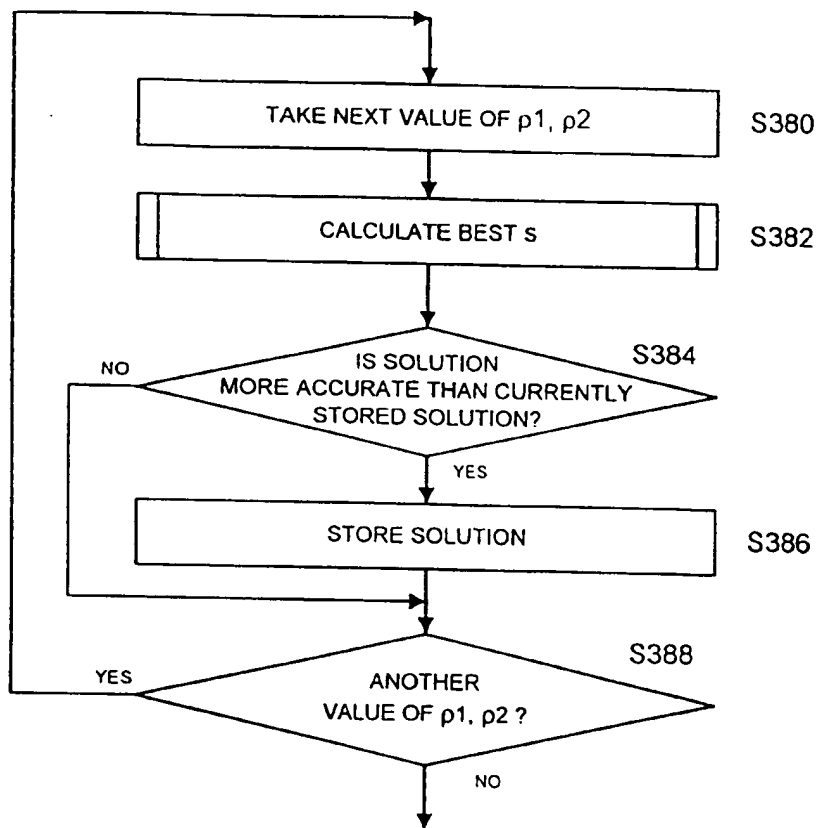 TAKE NEXT VALUE OF ρ1, ρ2
S380
CALCULATE BEST s
S382
S384
NO
IS SOLUTION
MORE ACCURATE THAN CURRENTLY
STORED SOLUTION?
YES
STORE SOLUTION
S386
S388
YES
ANOTHER
VALUE OF ρ1, ρ2 ?
NO